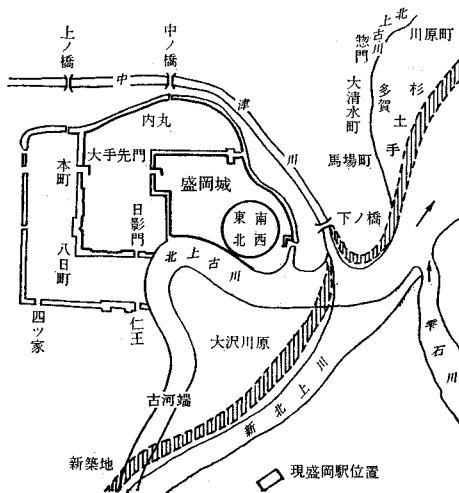 上ノ橋
中ノ橋
中
津
川
北
上古川
惣門
川原町
大清水町
多賀
杉
土
手
馬場町
内丸
大手先門
本町
盛岡城
日影門
八日町
東南
北西
下ノ橋
北上古川
四ツ家
仁王
大沢川原
古河端
新北上川
雫石川
新築地
現盛岡駅位置